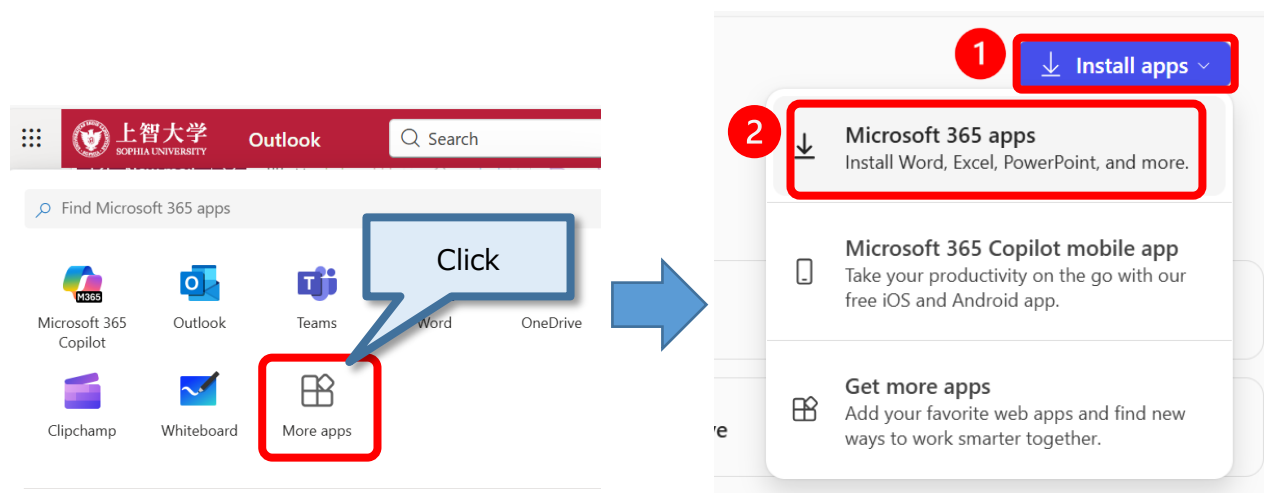 上智大学
SOPHIA UNIVERSITY
Outlook
Search
Find Microsoft 365 apps
Click
M365
Microsoft 365
Copilot
Outlook
Teams
Word
OneDrive
Clipchamp
Whiteboard
More apps
1
Install apps
2
Microsoft 365 apps
Install Word, Excel, PowerPoint, and more.
Microsoft 365 Copilot mobile app
Take your productivity on the go with our
free iOS and Android app.
Get more apps
Add your favorite web apps and find new
ways to work smarter together.